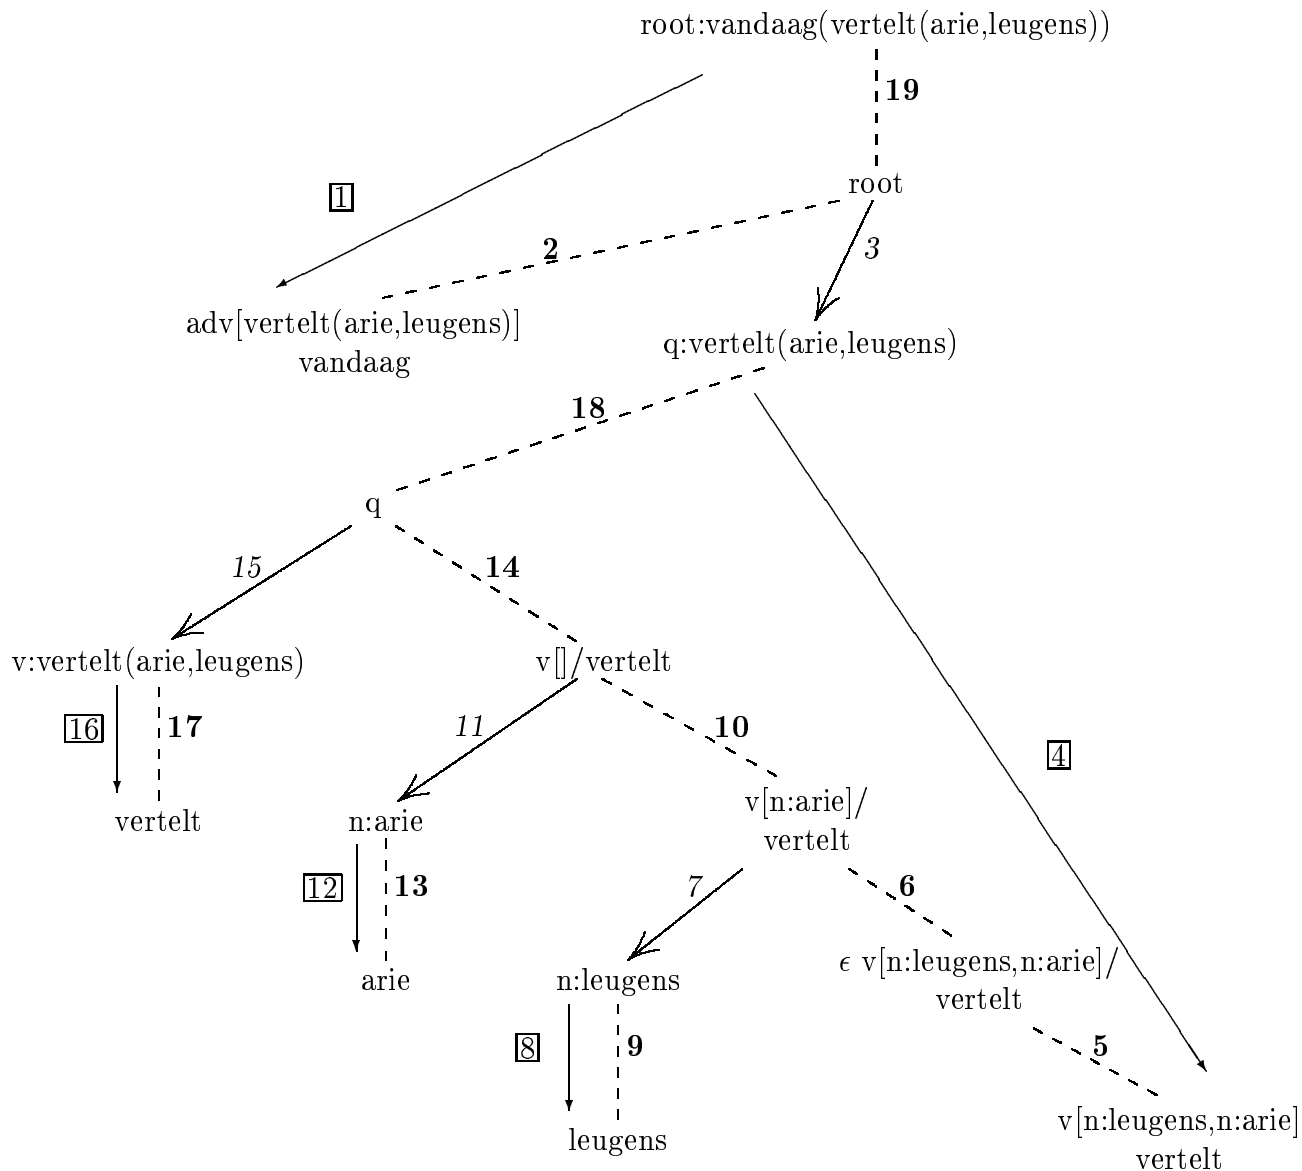 root:vandaag(vertelt(arie,leugens))
19
1
root
2
3
adv[vertelt(arie,leugens)]
vandaag
q:vertelt(arie,leugens)
18
q
15
14
v:vertelt(arie,leugens)
v[]/vertelt
16
17
11
10
4
vertelt
n:arie
v[n:arie]/
vertelt
12
13
7
6
arie
n:leugens
ϵ v[n:leugens,n:arie]/
vertelt
8
9
5
leugens
v[n:leugens,n:arie]
vertelt